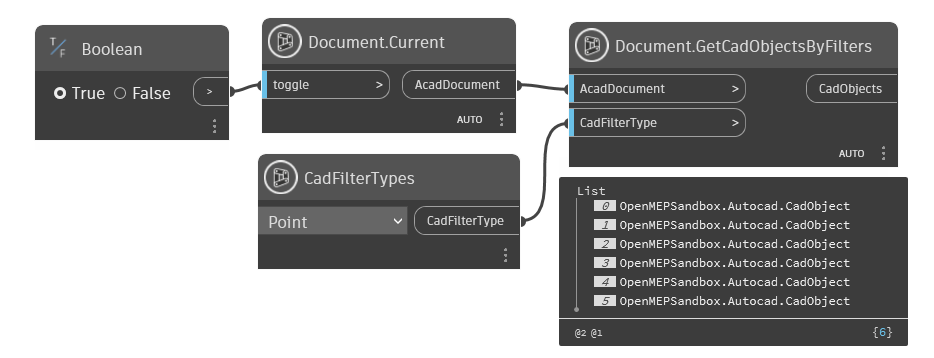 T/F Boolean
True False >
Document.Current
toggle > AcadDocument
AUTO
CadFilterTypes
Point CadFilterType
Document.GetCadObjectsByFilters
AcadDocument > CadObjects
CadFilterType >
AUTO
List
0 OpenMEPSandbox.Autocad.CadObject
1 OpenMEPSandbox.Autocad.CadObject
2 OpenMEPSandbox.Autocad.CadObject
3 OpenMEPSandbox.Autocad.CadObject
4 OpenMEPSandbox.Autocad.CadObject
5 OpenMEPSandbox.Autocad.CadObject
@2 @1 {6}